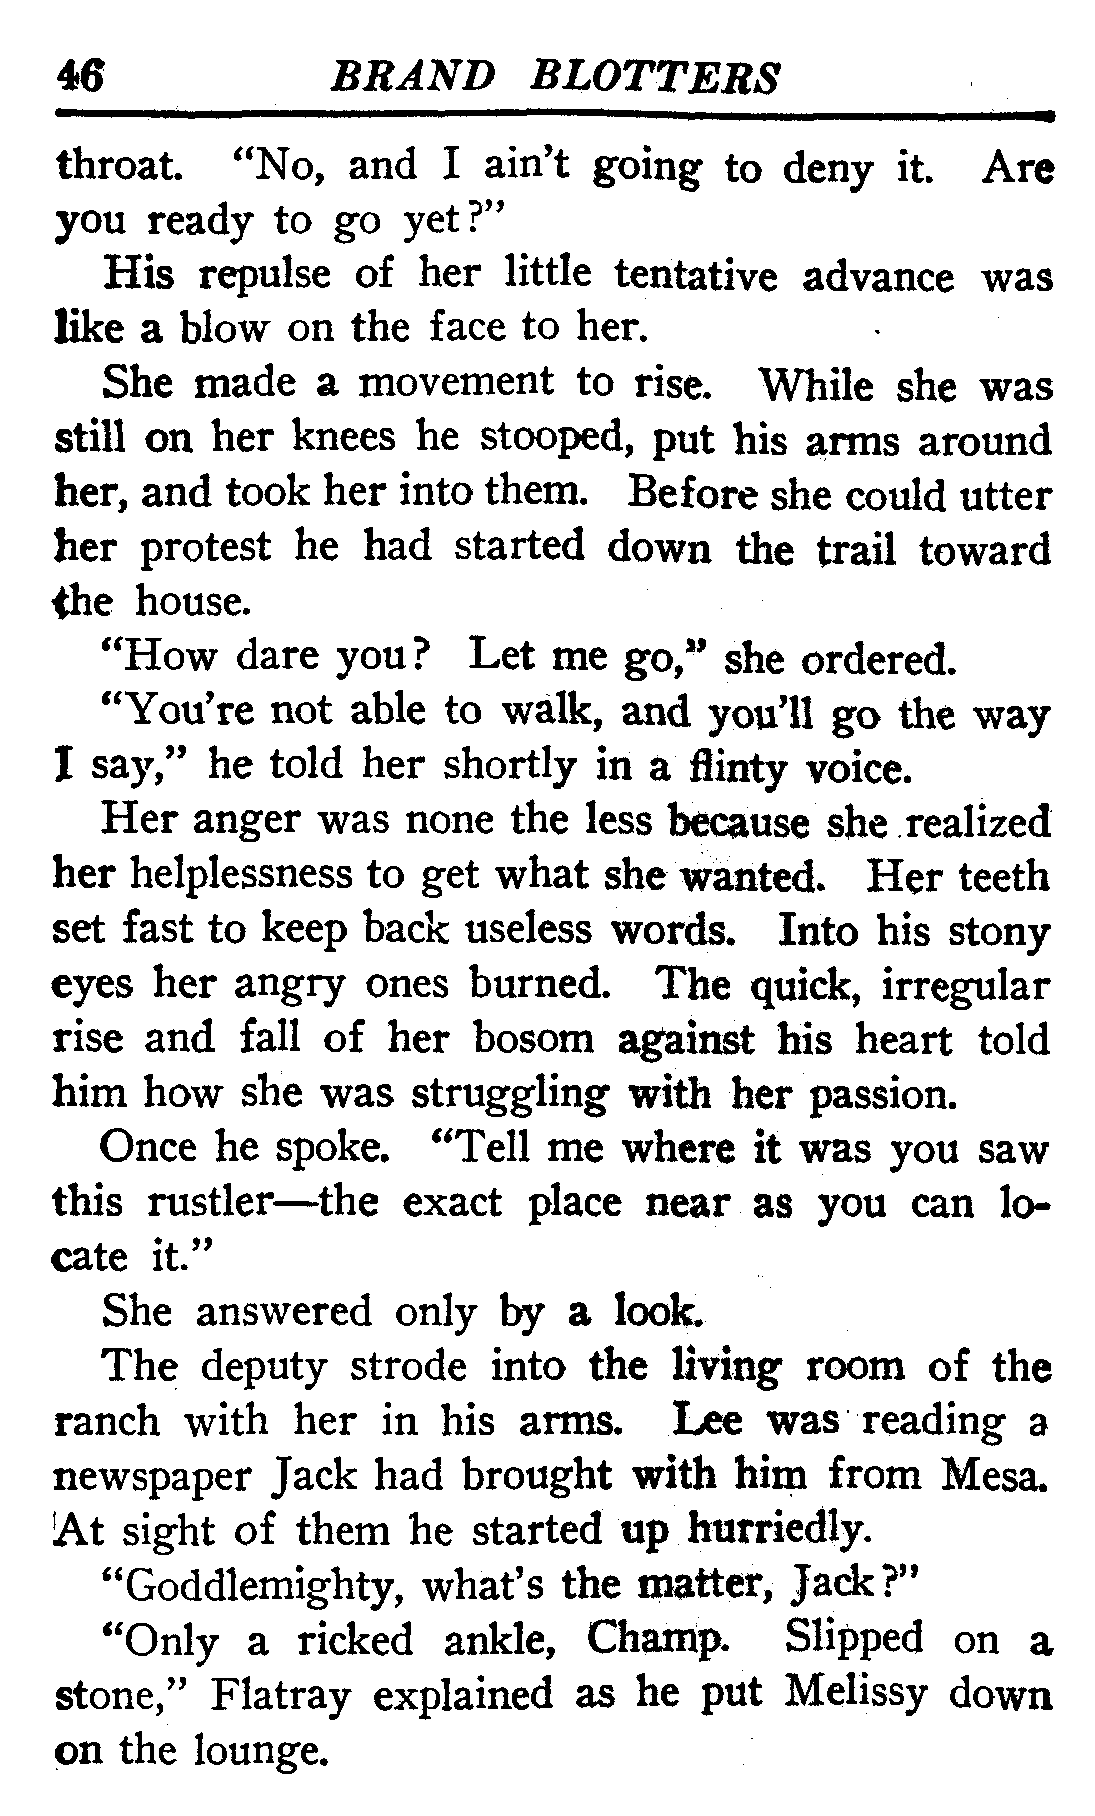 46 BRAND BLOTTERS
throat. "No, and I ain't going to deny it. Are
you ready to go yet?"
His repulse of her little tentative advance was
like a blow on the face to her.
She made a movement to rise. While she was
still on her knees he stooped, put his arms around
her, and took her into them. Before she could utter
her protest he had started down the trail toward
the house.
"How dare you? Let me go," she ordered.
"You're not able to walk, and you'll go the way
I say," he told her shortly in a flinty voice.
Her anger was none the less because she realized
her helplessness to get what she wanted. Her teeth
set fast to keep back useless words. Into his stony
eyes her angry ones burned. The quick, irregular
rise and fall of her bosom against his heart told
him how she was struggling with her passion.
Once he spoke. "Tell me where it was you saw
this rustler—the exact place near as you can lo-
cate it."
She answered only by a look.
The deputy strode into the living room of the
ranch with her in his arms. Lee was reading a
newspaper Jack had brought with him from Mesa.
At sight of them he started up hurriedly.
"Goddlemighty, what's the matter, Jack?"
"Only a ricked ankle, Champ. Slipped on a
stone," Flatray explained as he put Melissy down
on the lounge.